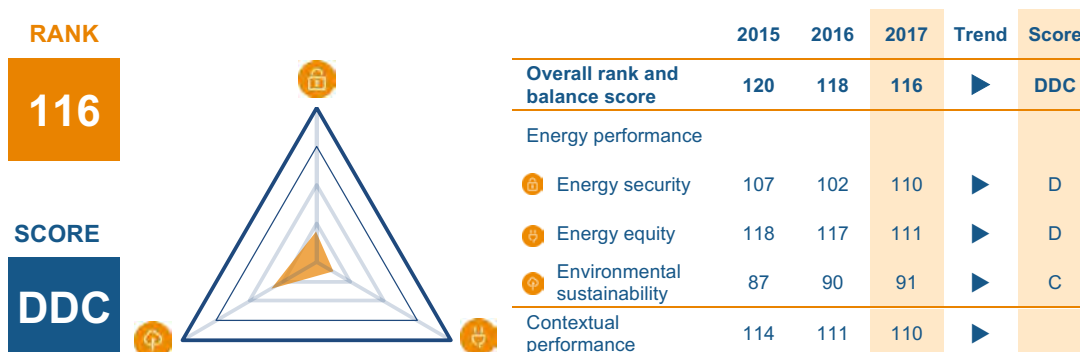 RANK
116
SCORE
DDC
2015 2016 2017 Trend Score
Overall rank and
balance score 120 118 116 DDC
Energy performance
Energy security 107 102 110 D
Energy equity 118 117 111 D
Environmental
sustainability 87 90 91 C
Contextual
performance 114 111 110